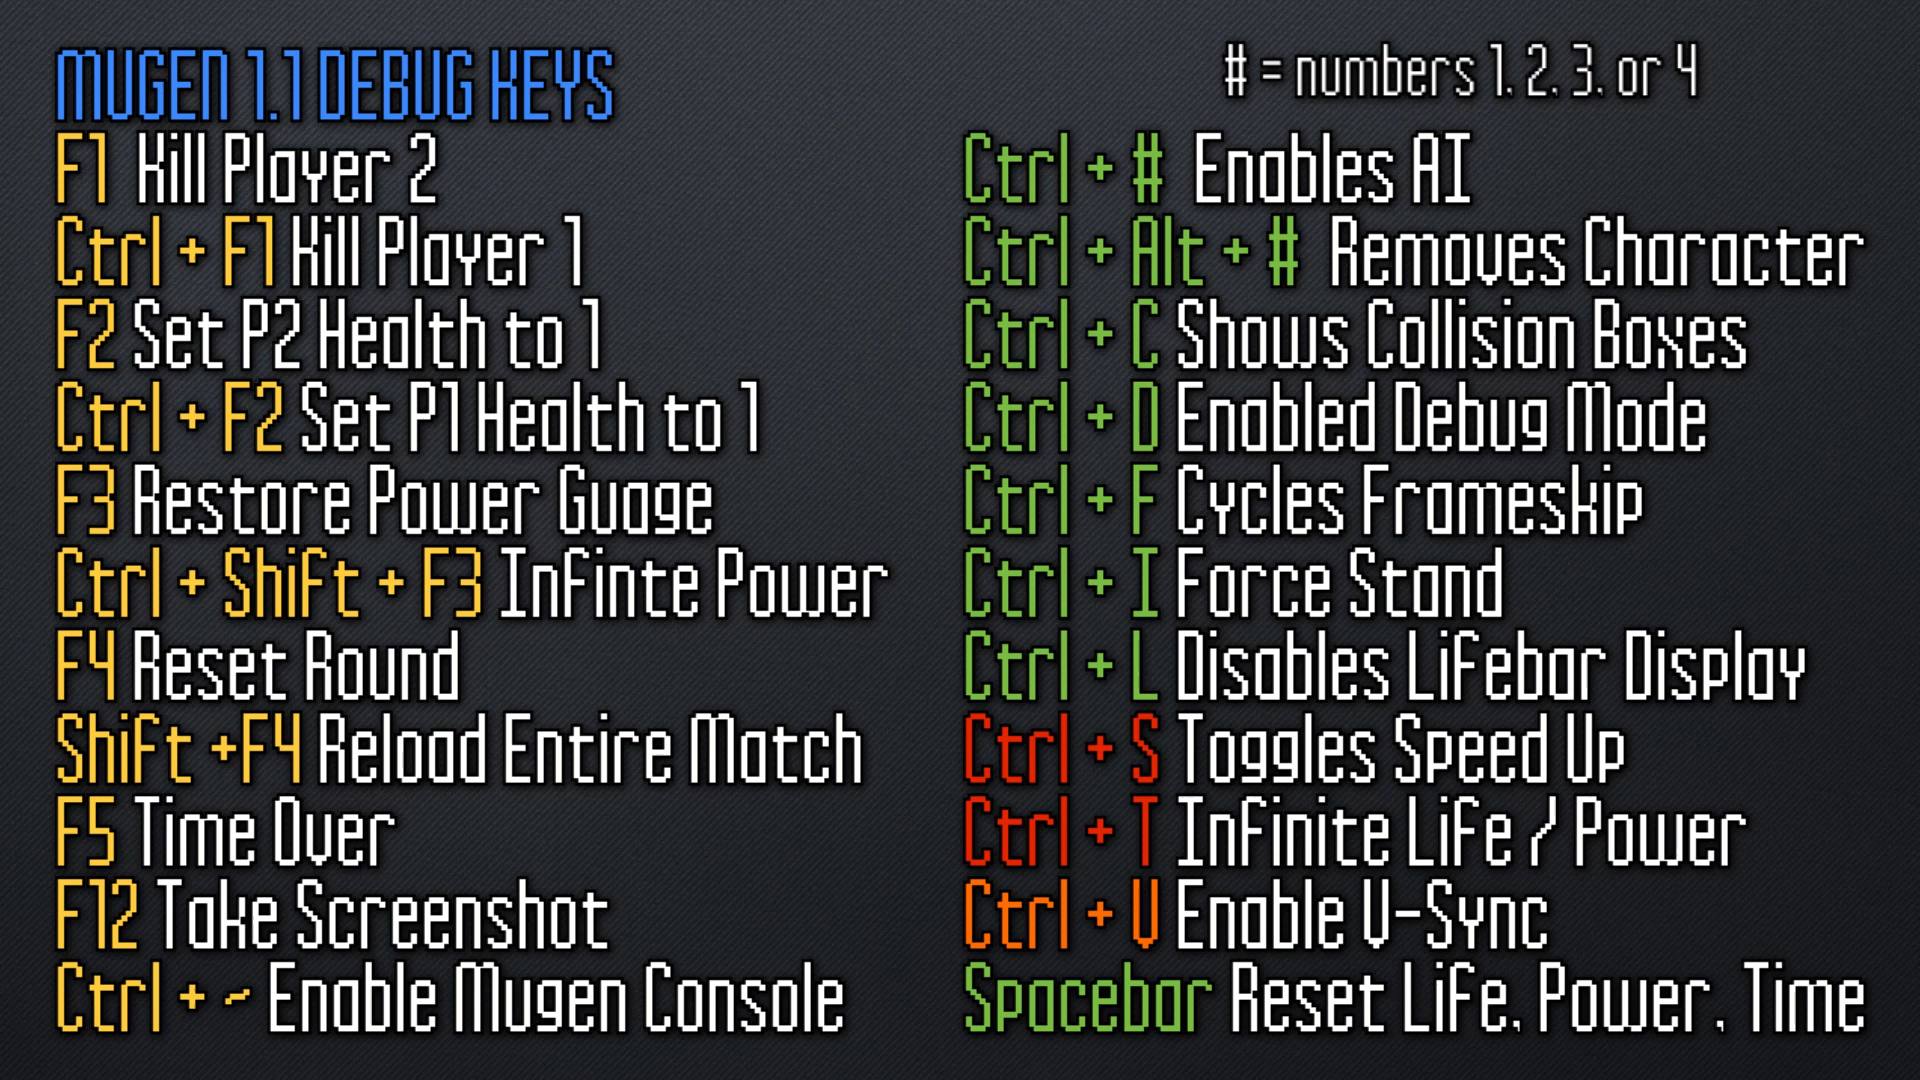 MUGEN 1.1 DEBUG KEYS
F1 Kill Player 2
Ctrl + F1 Kill Player 1
F2 Set P2 Health to 1
Ctrl + F2 Set P1 Health to 1
F3 Restore Power Guage
Ctrl + Shift + F3 Infinte Power
F4 Reset Round
Shift +F4 Reload Entire Match
F5 Time Over
F12 Take Screenshot
Ctrl + ~ Enable Mugen Console
# = numbers 1, 2, 3, or 4
Ctrl + # Enables AI
Ctrl + Alt + # Removes Character
Ctrl + C Shows Collision Boxes
Ctrl + D Enabled Debug Mode
Ctrl + F Cycles Frameskip
Ctrl + I Force Stand
Ctrl + L Disables Lifebar Display
Ctrl + S Toggles Speed Up
Ctrl + T Infinite Life / Power
Ctrl + V Enable V-Sync
Spacebar Reset Life, Power, Time